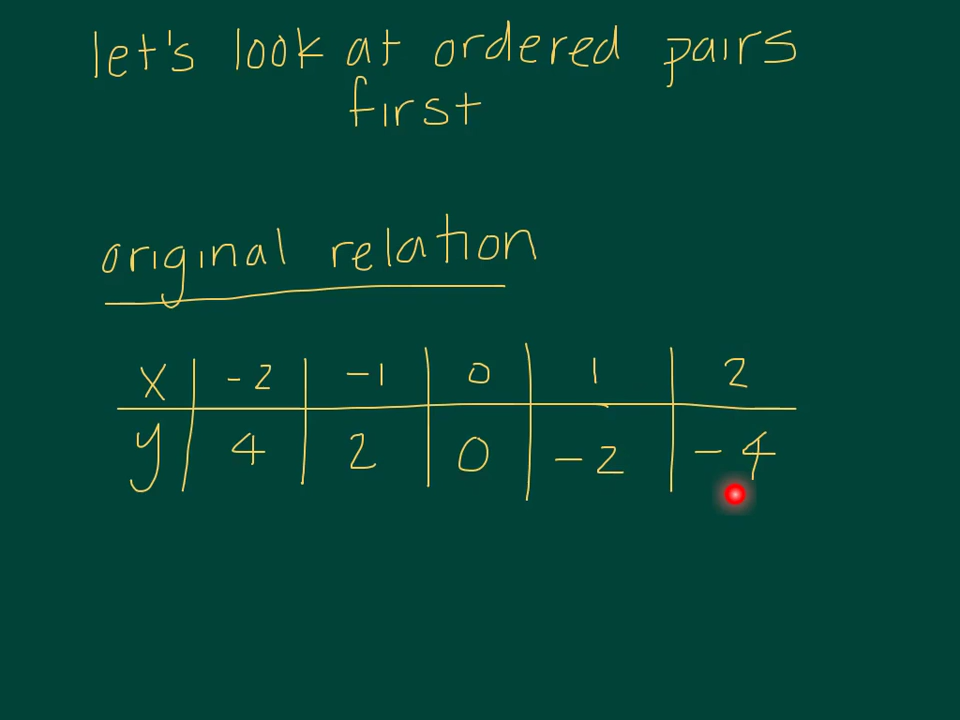 let's look at ordered pairs
first
original relation
x -2 -1 0 1 2
y 4 2 0 -2 -4